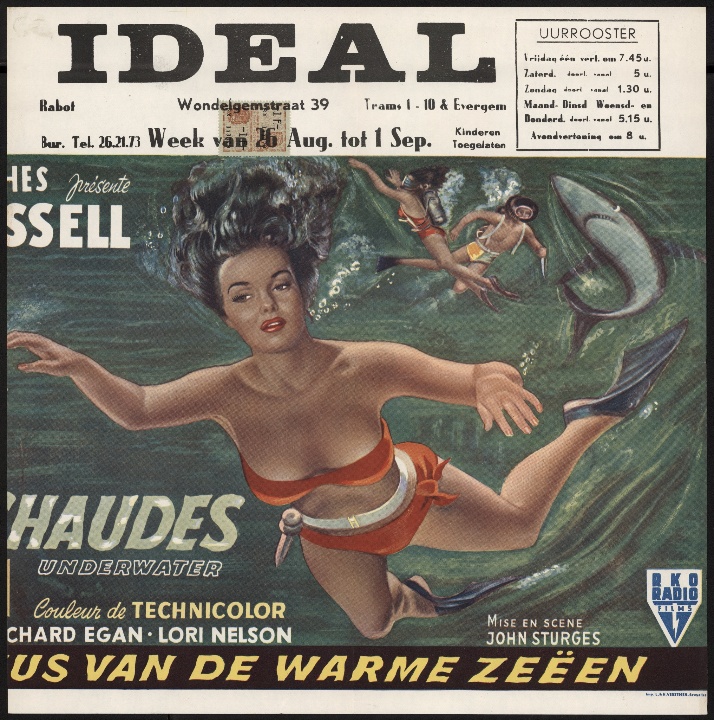 IDEAL
Rabot Wondelgemstraat 39 Trams 1 - 10 & Evergem
Bur. Tel. 26.21.73 Week van 26 Aug. tot 1 Sep. Kinderen Toegelaten
UURROOSTER
Vrijdag één vert. om 7.45 u.
Zaterd. doorl. vanaf 5 u.
Zondag doorl. vanaf 1.30 u.
Maand- Dinsd Woensd- en
Donderd. doorl. vanaf 5.15 u.
Avondvertoning om 8 u.
HES présente
SSELL
CHAUDES
UNDERWATER
Couleur de TECHNICOLOR
CHARD EGAN · LORI NELSON
MISE EN SCENE
JOHN STURGES
RKO
RADIO
FILMS
US VAN DE WARME ZEEËN